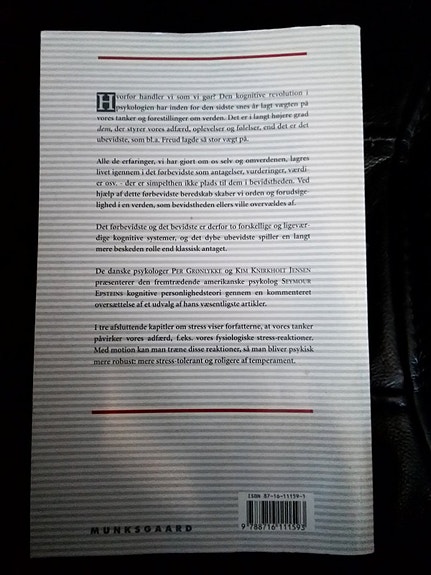 Hvorfor handler vi som vi gør? Den kognitive revolution i
psykologien har inden for den sidste snes år lagt vægten på
vores tanker og forestillinger om verden. Det er i langt højere grad
dem, der styrer vores adfærd, oplevelser og følelser, end det er det
ubevidste, som bl.a. Freud lagde så stor vægt på.
Alle de erfaringer, vi har gjort om os selv og omverdenen, lagres
livet igennem i det førbevidste som antagelser, vurderinger, værdi-
er osv. - der er simpelthen ikke plads til dem i bevidstheden. Ved
hjælp af dette førbevidste beredskab skaber vi orden og forudsige-
lighed i en verden, som bevidstheden ellers ville overvældes af.
Det førbevidste og det bevidste er derfor to forskellige og ligevær-
dige kognitive systemer, og det dybe ubevidste spiller en langt
mere beskeden rolle end klassisk antaget.
De danske psykologer PER GRØNLYKKE og KIM KNIRKHOLT JENSEN
præsenterer den fremtrædende amerikanske psykolog SEYMOUR
EPSTEINS kognitive personlighedsteori gennem en kommenteret
oversættelse af et udvalg af hans væsentligste artikler.
I tre afsluttende kapitler om stress viser forfatterne, at vores tanker
påvirker vores adfærd, f.eks. vores fysiologiske stress-reaktioner.
Med motion kan man træne disse reaktioner, så man bliver psykisk
mere robust: mere stress-tolerant og roligere af temperament.
ISBN 87-16-11159-1
9 788716 111593
MUNKSGAARD